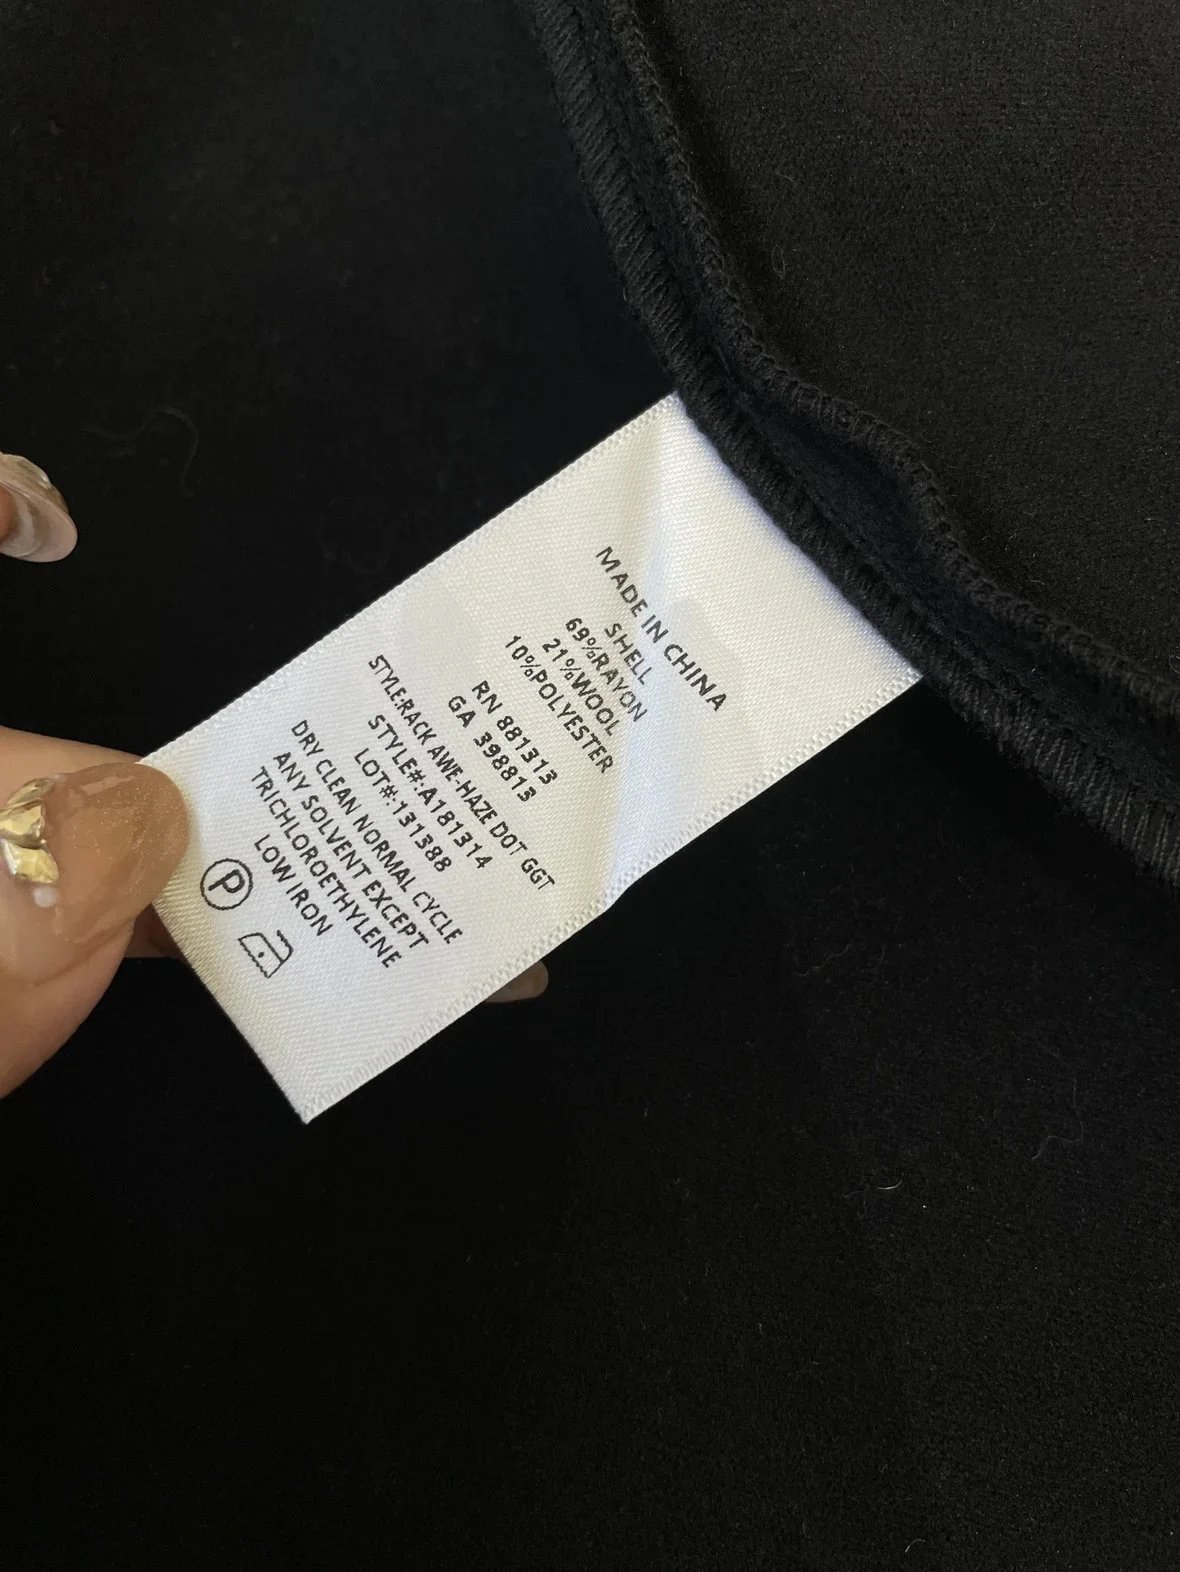 MADE IN CHINA
SHELL
69%RAYON
21%WOOL
10%POLYESTER
RN 881313
GA 398813
STYLE:RACK AWE-HAZE DOT GGT
STYLE#:A181314
LOT#:131388
DRY CLEAN NORMAL CYCLE
ANY SOLVENT EXCEPT
TRICHLOROETHYLENE
LOW IRON
P